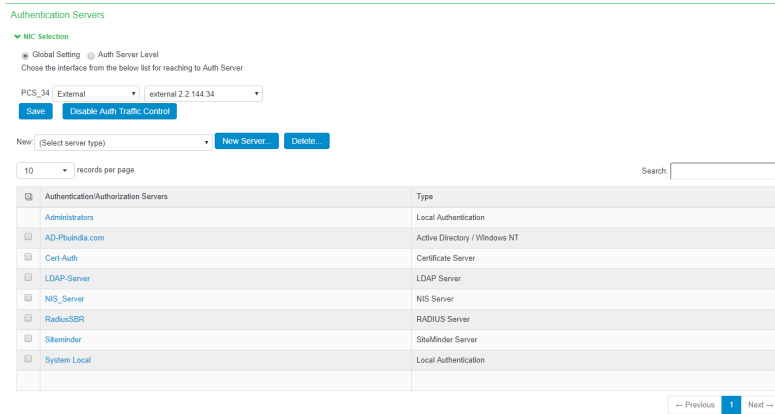 Authentication Servers
NIC Selection
Global Setting Auth Server Level
Chose the interface from the below list for reaching to Auth Server
PCS_34 External external 2.2.144.34
Save Disable Auth Traffic Control
New: (Select server type) New Server... Delete...
10 records per page Search:
Authentication/Authorization Servers Type
Administrators Local Authentication
AD-Pbuindia.com Active Directory / Windows NT
Cert-Auth Certificate Server
LDAP-Server LDAP Server
NIS_Server NIS Server
RadiusSBR RADIUS Server
Siteminder SiteMinder Server
System Local Local Authentication
← Previous 1 Next →